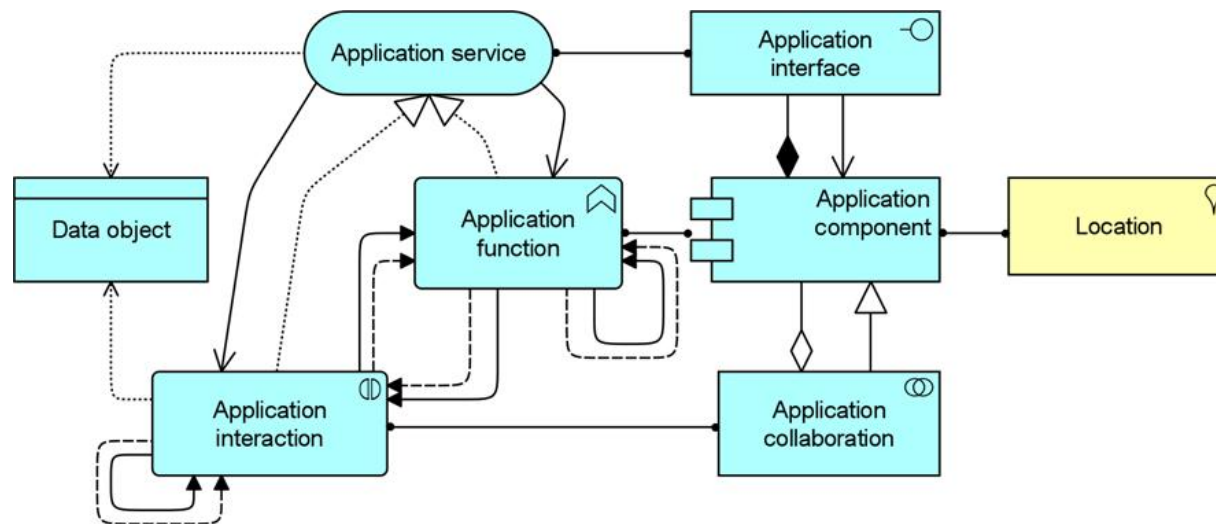 Application service
Application
interface
Data object
Application
function
Application
component
Location
Application
interaction
Application
collaboration